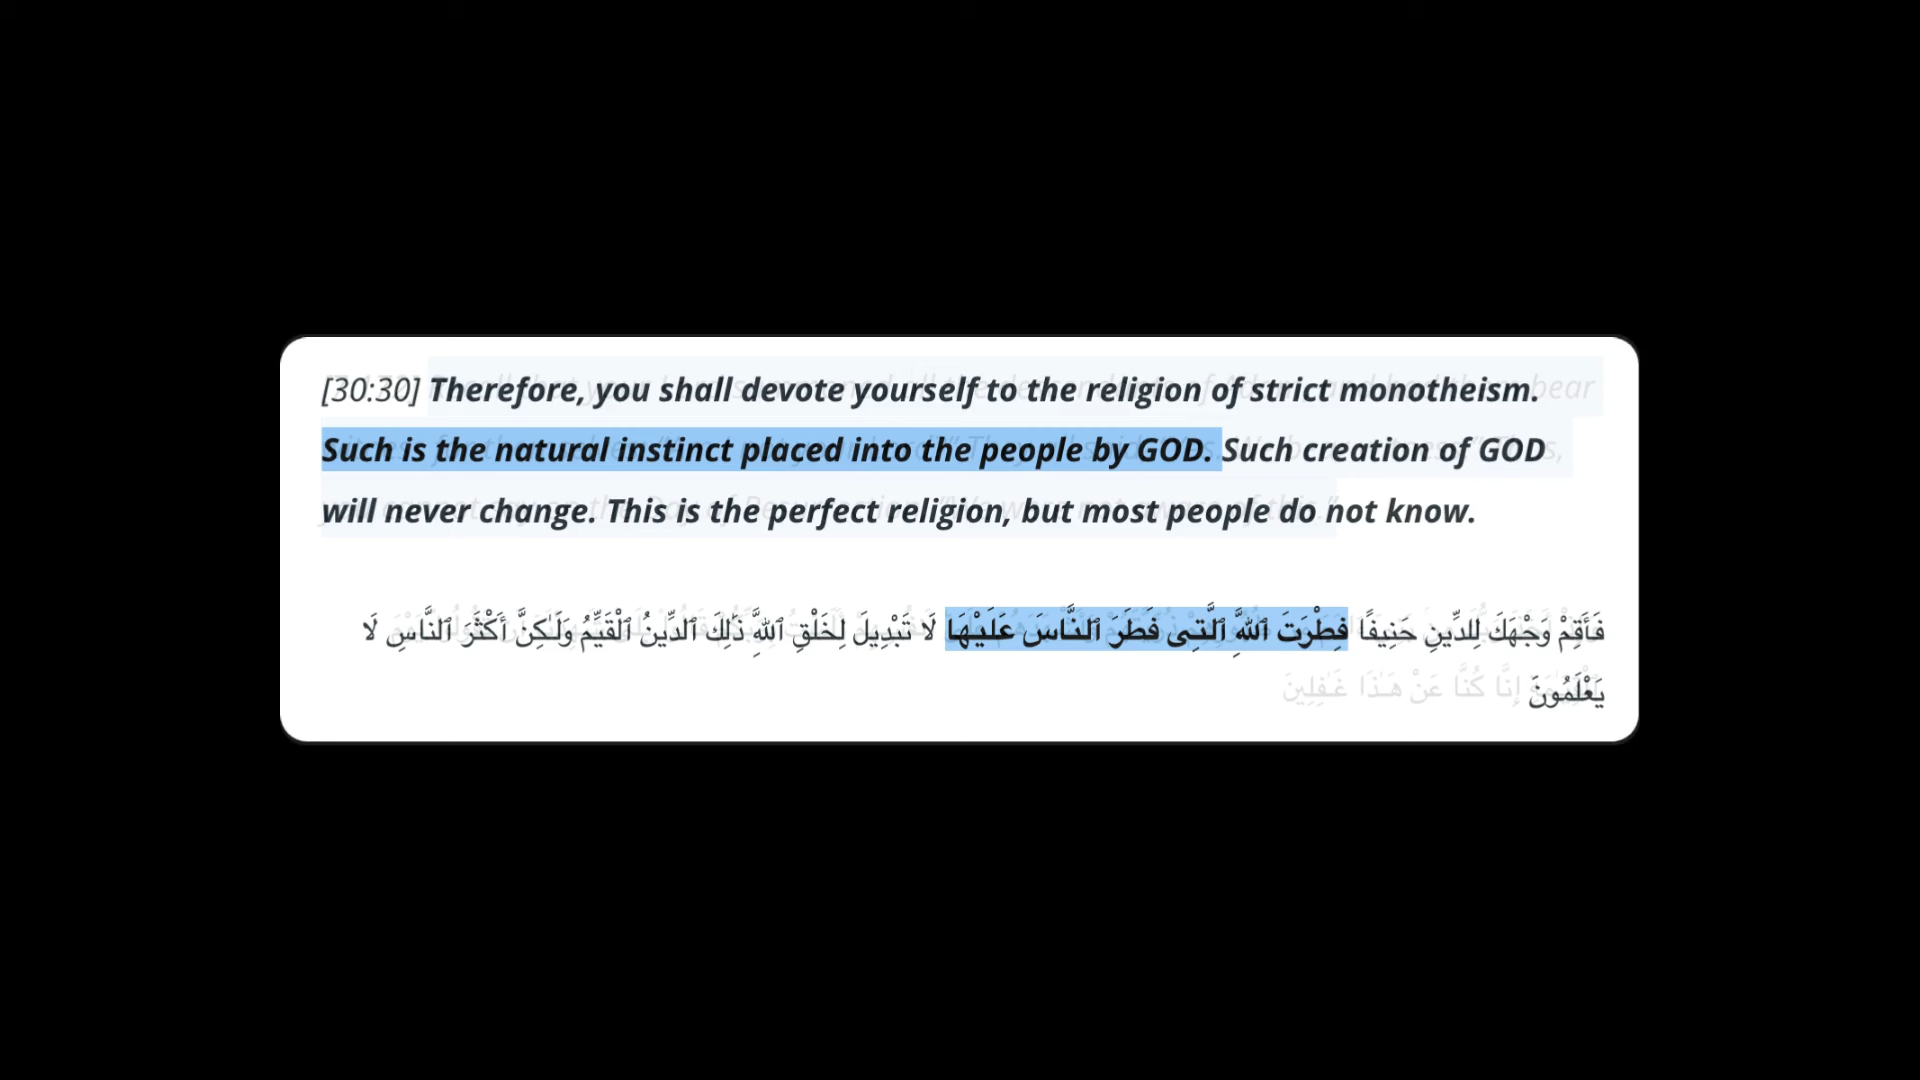 [30:30] Therefore, you shall devote yourself to the religion of strict monotheism.
Such is the natural instinct placed into the people by GOD. Such creation of GOD
will never change. This is the perfect religion, but most people do not know.
فَأَقِمْ وَجْهَكَ لِلدِّينِ حَنِيفًا فِطْرَتَ ٱللَّهِ ٱلَّتِى فَطَرَ ٱلنَّاسَ عَلَيْهَا لَا تَبْدِيلَ لِخَلْقِ ٱللَّهِ ذَٰلِكَ ٱلدِّينُ ٱلْقَيِّمُ وَلَـٰكِنَّ أَكْثَرَ ٱلنَّاسِ لَا
يَعْلَمُونَ إِنَّا كُنَّا عَنْ هَـٰذَا غَـٰفِلِينَ